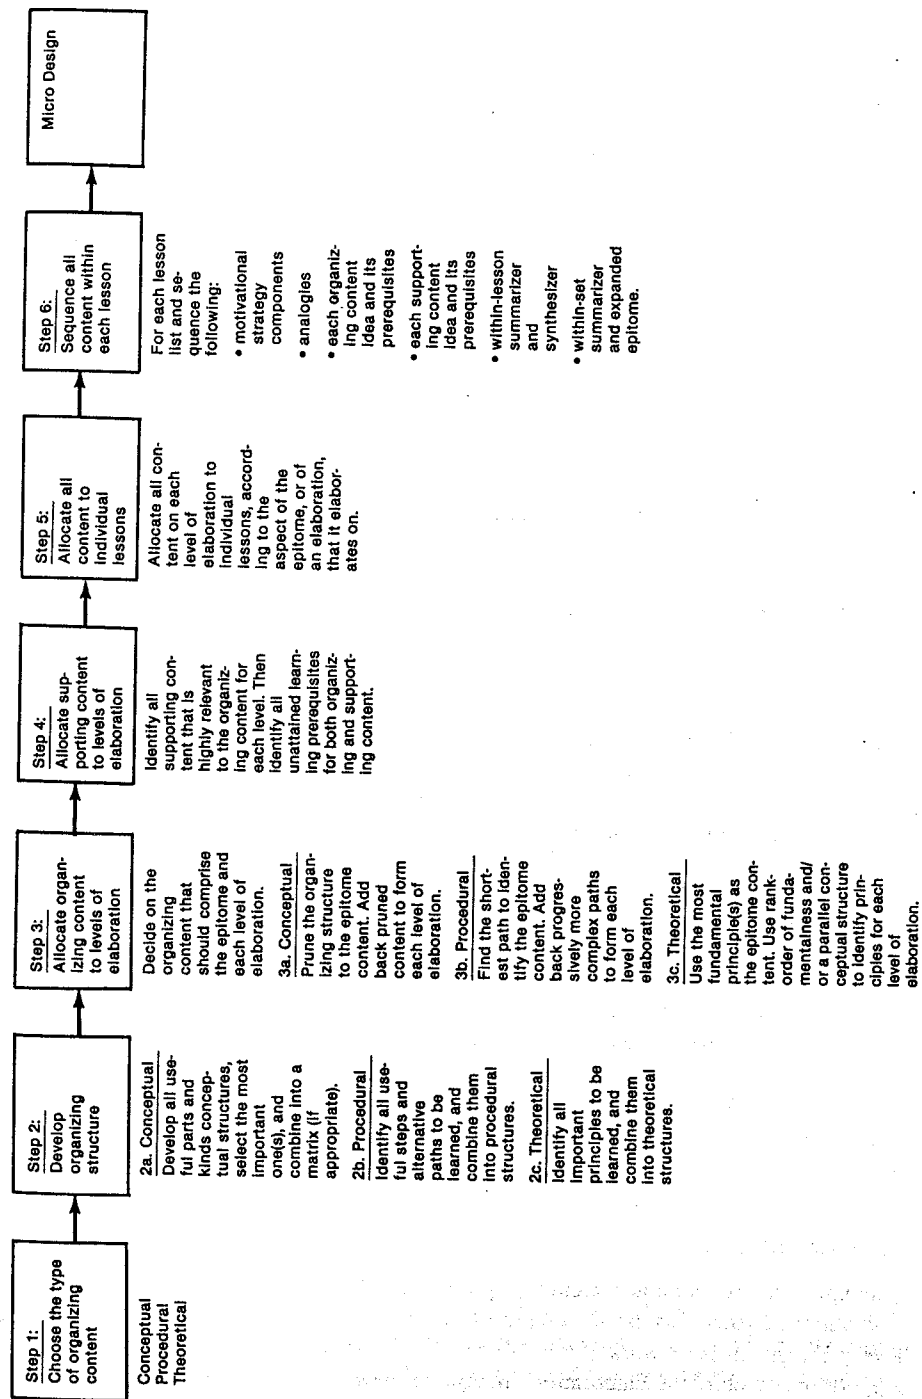 Step 1:
Choose the type
of organizing
content
Conceptual
Procedural
Theoretical
Step 2:
Develop
organizing
structure
2a. Conceptual
Develop all use-
ful parts and
kinds concep-
tual structures,
select the most
important
one(s), and
combine into a
matrix (if
appropriate).
2b. Procedural
Identify all use-
ful steps and
alternative
paths to be
learned, and
combine them
into procedural
structures.
2c. Theoretical
Identify all
important
principles to be
learned, and
combine them
into theoretical
structures.
Step 3:
Allocate organ-
izing content
to levels of
elaboration
Decide on the
organizing
content that
should comprise
the epitome and
each level of
elaboration.
3a. Conceptual
Prune the organ-
izing structure
to the epitome
content. Add
back pruned
content to form
each level of
elaboration.
3b. Procedural
Find the short-
est path to iden-
tify the epitome
content. Add
back progres-
sively more
complex paths
to form each
level of
elaboration.
3c. Theoretical
Use the most
fundamental
principle(s) as
the epitome con-
tent. Use rank-
order of funda-
mentalness and/
or a parallel con-
ceptual structure
to identify prin-
ciples for each
level of
elaboration.
Step 4:
Allocate sup-
porting content
to levels of
elaboration
Identify all
supporting con-
tent that is
highly relevant
to the organiz-
ing content for
each level. Then
identify all
unattained learn-
ing prerequisites
for both organiz-
ing and support-
ing content.
Step 5:
Allocate all
content to
individual
lessons
Allocate all con-
tent on each
level of
elaboration to
individual
lessons, accord-
ing to the
aspect of the
epitome, or of
an elaboration,
that it elabor-
ates on.
Step 6:
Sequence all
content within
each lesson
For each lesson
list and se-
quence the
following:
• motivational
strategy
components
• analogies
• each organiz-
ing content
idea and its
prerequisites
• each support-
ing content
idea and its
prerequisites
• within-lesson
summarizer
and
synthesizer
• within-set
summarizer
and expanded
epitome.
Micro Design